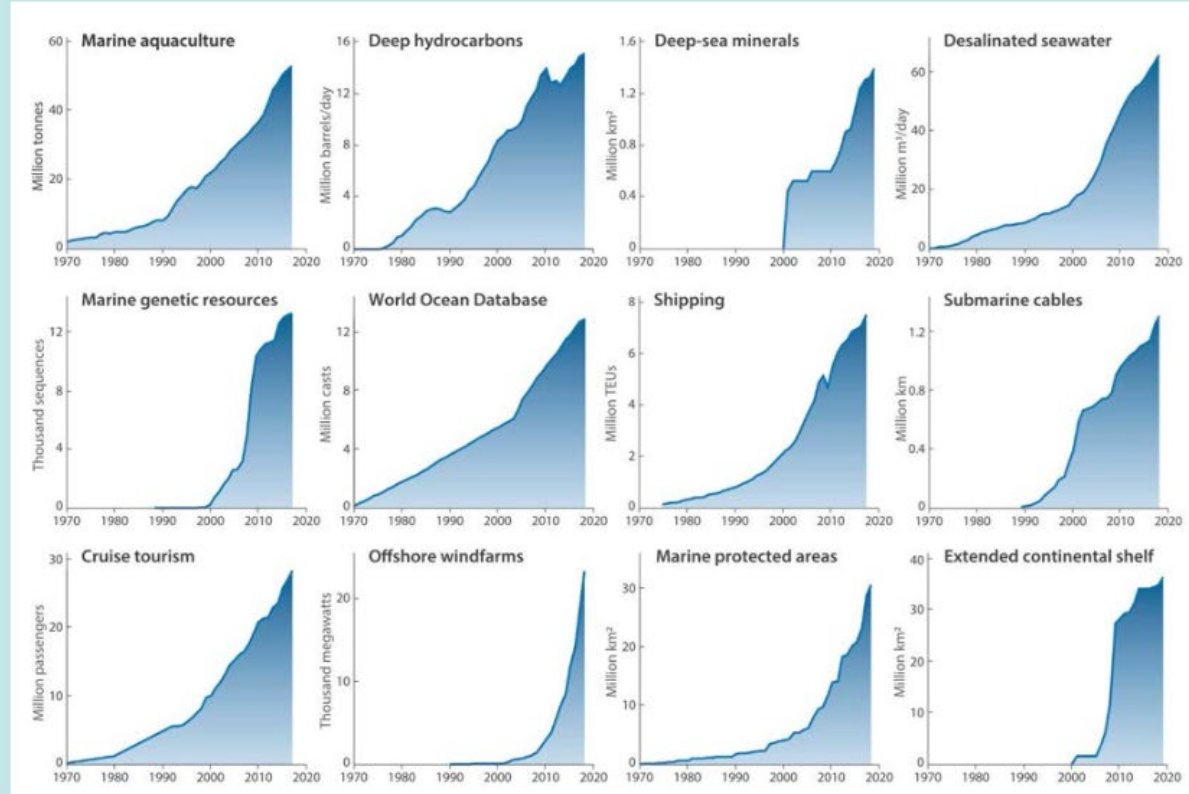 Marine aquaculture
Million tonnes
60
40
20
0
1970 1980 1990 2000 2010 2020
Deep hydrocarbons
Million barrels/day
16
12
8
4
0
1970 1980 1990 2000 2010 2020
Deep-sea minerals
Million km²
1.6
1.2
0.8
0.4
0
1970 1980 1990 2000 2010 2020
Desalinated seawater
Million m³/day
60
40
20
0
1970 1980 1990 2000 2010 2020
Marine genetic resources
Thousand sequences
12
8
4
0
1970 1980 1990 2000 2010 2020
World Ocean Database
Million casts
12
8
4
0
1970 1980 1990 2000 2010 2020
Shipping
Million TEUs
8
6
4
2
0
1970 1980 1990 2000 2010 2020
Submarine cables
Million km
1.2
0.8
0.4
0
1970 1980 1990 2000 2010 2020
Cruise tourism
Million passengers
30
20
10
0
1970 1980 1990 2000 2010 2020
Offshore windfarms
Thousand megawatts
20
10
0
1970 1980 1990 2000 2010 2020
Marine protected areas
Million km²
30
20
10
0
1970 1980 1990 2000 2010 2020
Extended continental shelf
Million km²
40
30
20
30
0
1970 1980 1990 2000 2010 2020